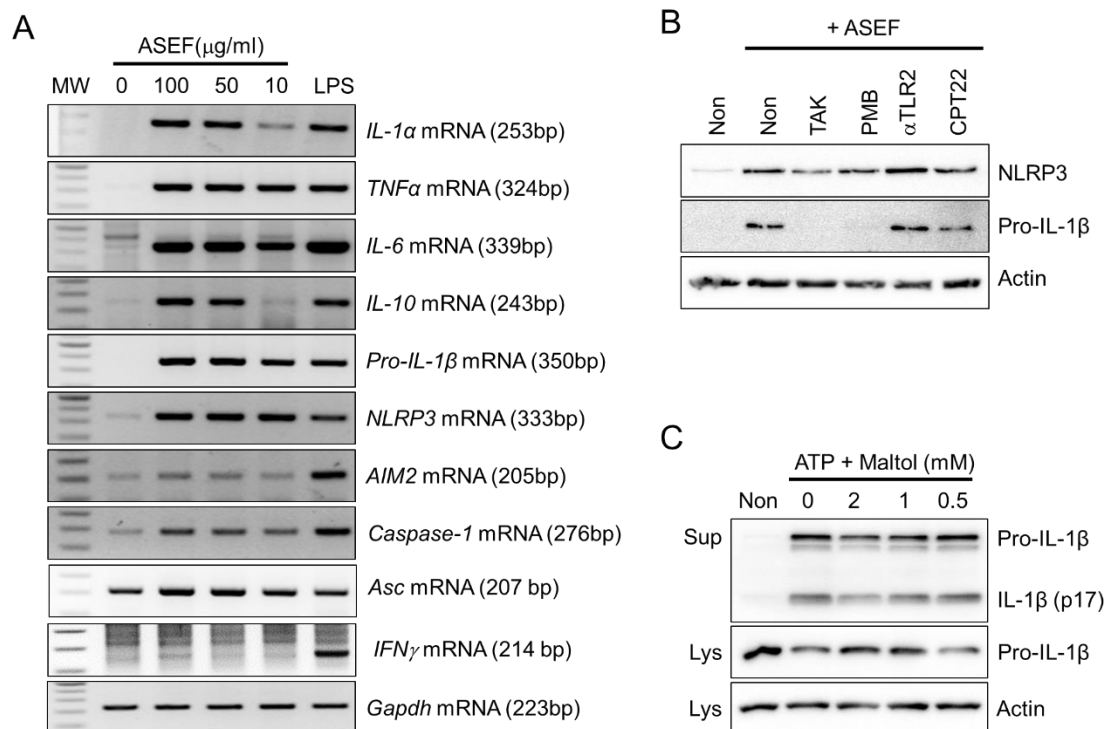 A
ASEF(μg/ml)
MW 0 100 50 10 LPS
IL-1α mRNA (253bp)
TNFα mRNA (324bp)
IL-6 mRNA (339bp)
IL-10 mRNA (243bp)
Pro-IL-1β mRNA (350bp)
NLRP3 mRNA (333bp)
AIM2 mRNA (205bp)
Caspase-1 mRNA (276bp)
Asc mRNA (207 bp)
IFNγ mRNA (214 bp)
Gapdh mRNA (223bp)
B
+ ASEF
Non Non TAK PMB αTLR2 CPT22
NLRP3
Pro-IL-1β
Actin
C
ATP + Maltol (mM)
Non 0 2 1 0.5
Sup Pro-IL-1β
IL-1β (p17)
Lys Pro-IL-1β
Lys Actin